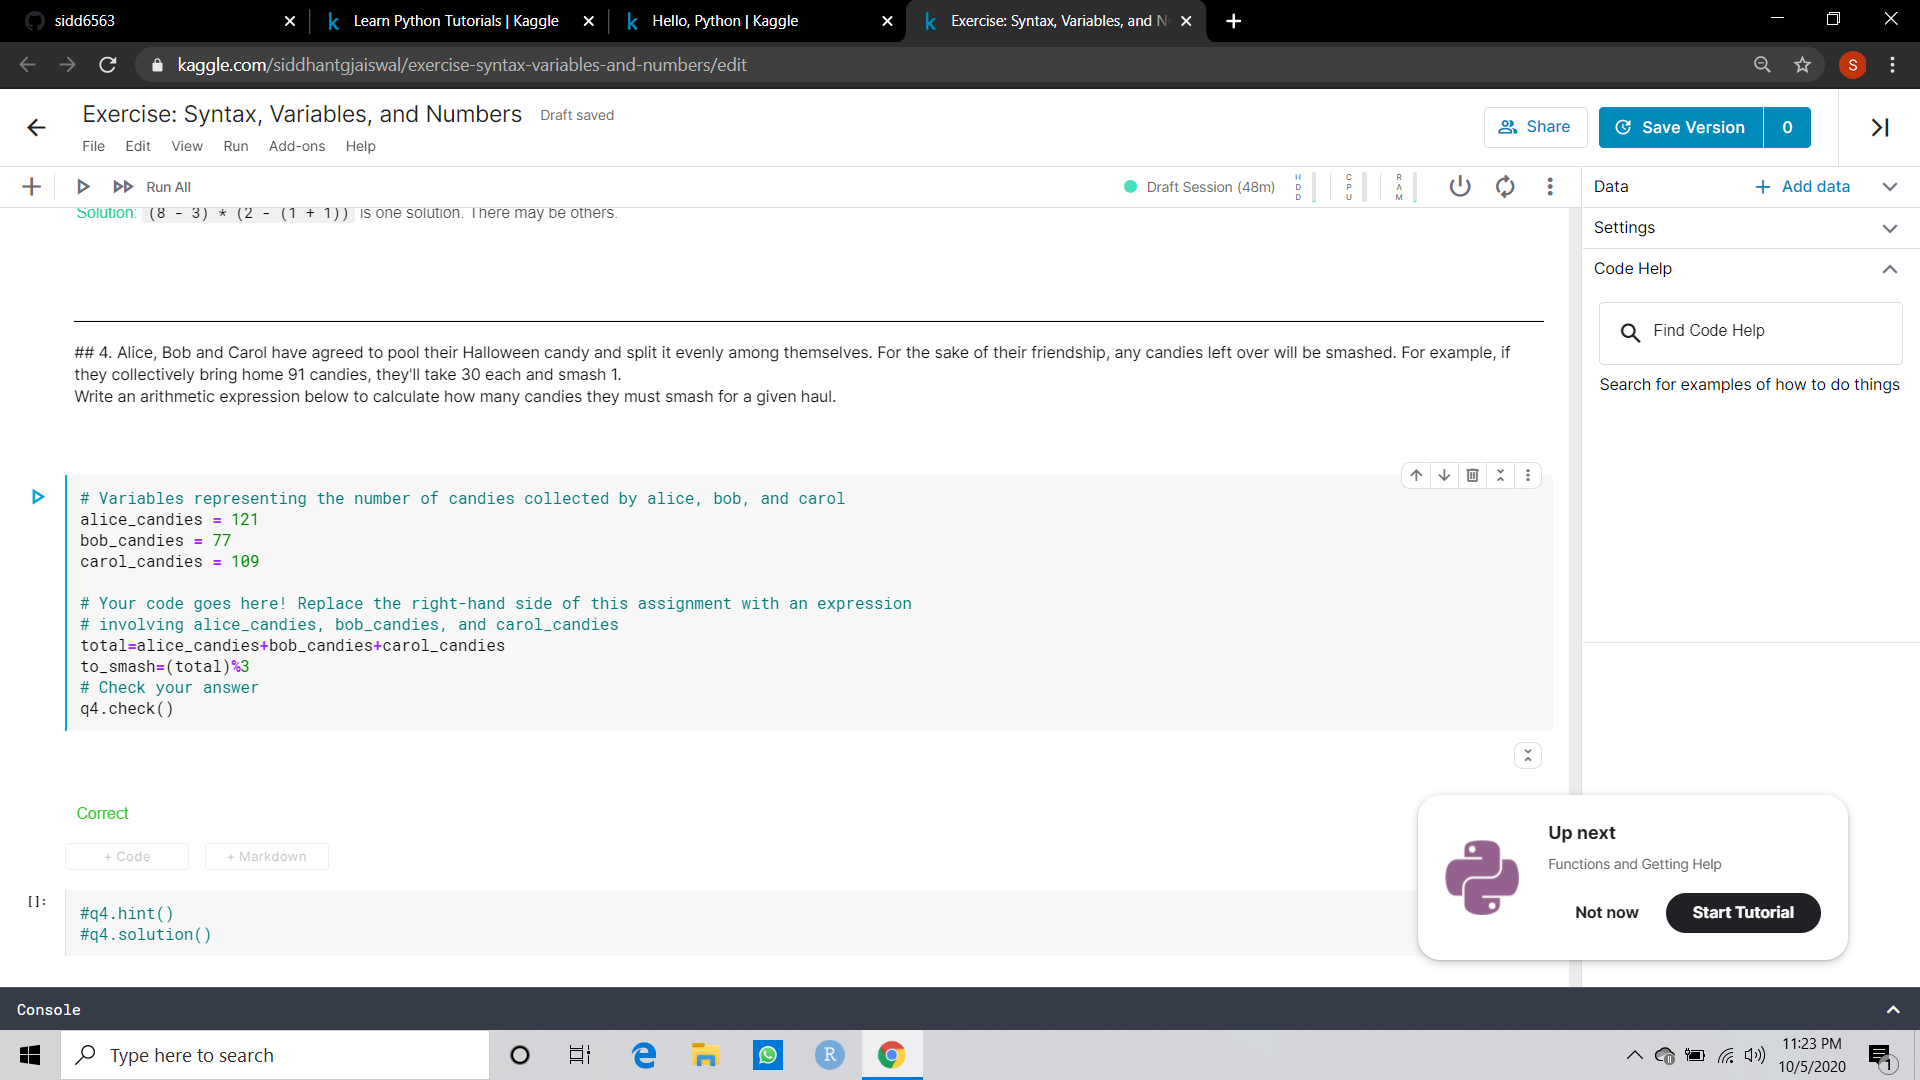 sidd6563
Learn Python Tutorials | Kaggle
Hello, Python | Kaggle
Exercise: Syntax, Variables, and N
kaggle.com/siddhantgjaiswal/exercise-syntax-variables-and-numbers/edit
S
Exercise: Syntax, Variables, and Numbers
Draft saved
File Edit View Run Add-ons Help
Share
Save Version
0
Run All
Draft Session (48m)
HDD
CPU
RAM
Data
Add data
Settings
Code Help
Find Code Help
Search for examples of how to do things
Solution: (8 - 3) * (2 - (1 + 1)) is one solution. There may be others.
## 4. Alice, Bob and Carol have agreed to pool their Halloween candy and split it evenly among themselves. For the sake of their friendship, any candies left over will be smashed. For example, if
they collectively bring home 91 candies, they'll take 30 each and smash 1.
Write an arithmetic expression below to calculate how many candies they must smash for a given haul.
# Variables representing the number of candies collected by alice, bob, and carol
alice_candies = 121
bob_candies = 77
carol_candies = 109
# Your code goes here! Replace the right-hand side of this assignment with an expression
# involving alice_candies, bob_candies, and carol_candies
total=alice_candies+bob_candies+carol_candies
to_smash=(total)%3
# Check your answer
q4.check()
Correct
+ Code
+ Markdown
[]:
#q4.hint()
#q4.solution()
Up next
Functions and Getting Help
Not now
Start Tutorial
Console
Type here to search
R
11:23 PM
10/5/2020
1